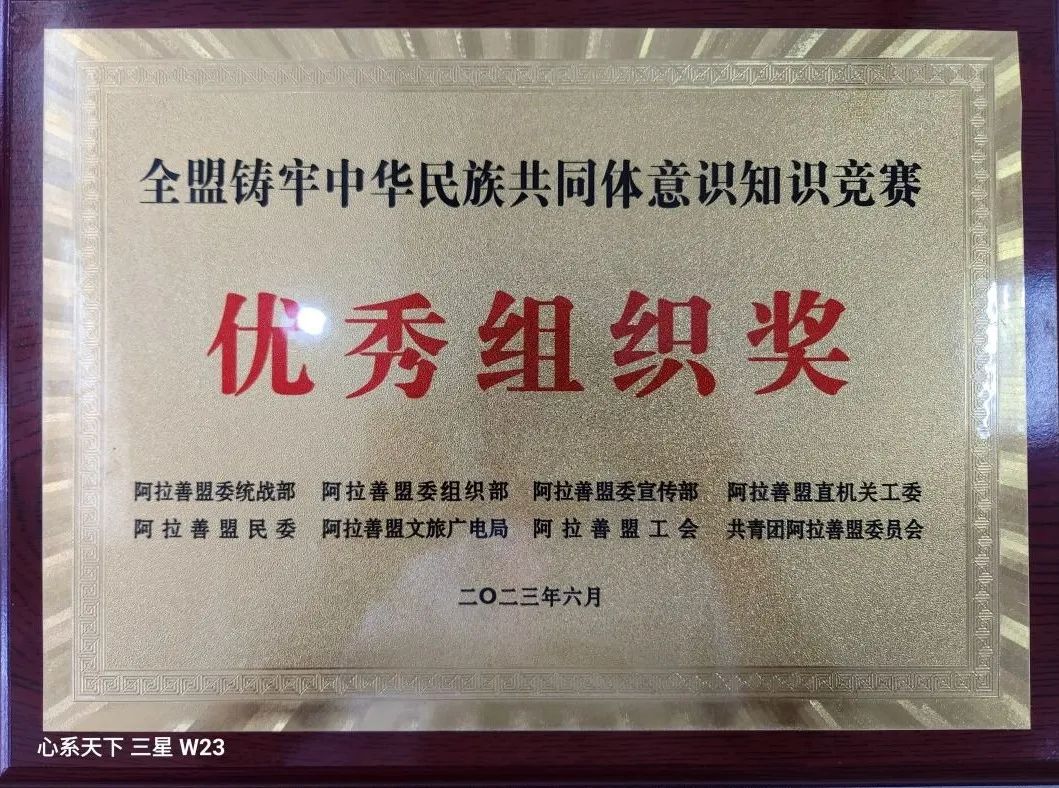 全盟铸牢中华民族共同体意识知识竞赛
优秀组织奖
阿拉善盟委统战部 阿拉善盟委组织部 阿拉善盟委宣传部 阿拉善盟直机关工委
阿拉善盟民委 阿拉善盟文旅广电局 阿拉善盟工会 共青团阿拉善盟委员会
二〇二三年六月
心系天下 三星 W23